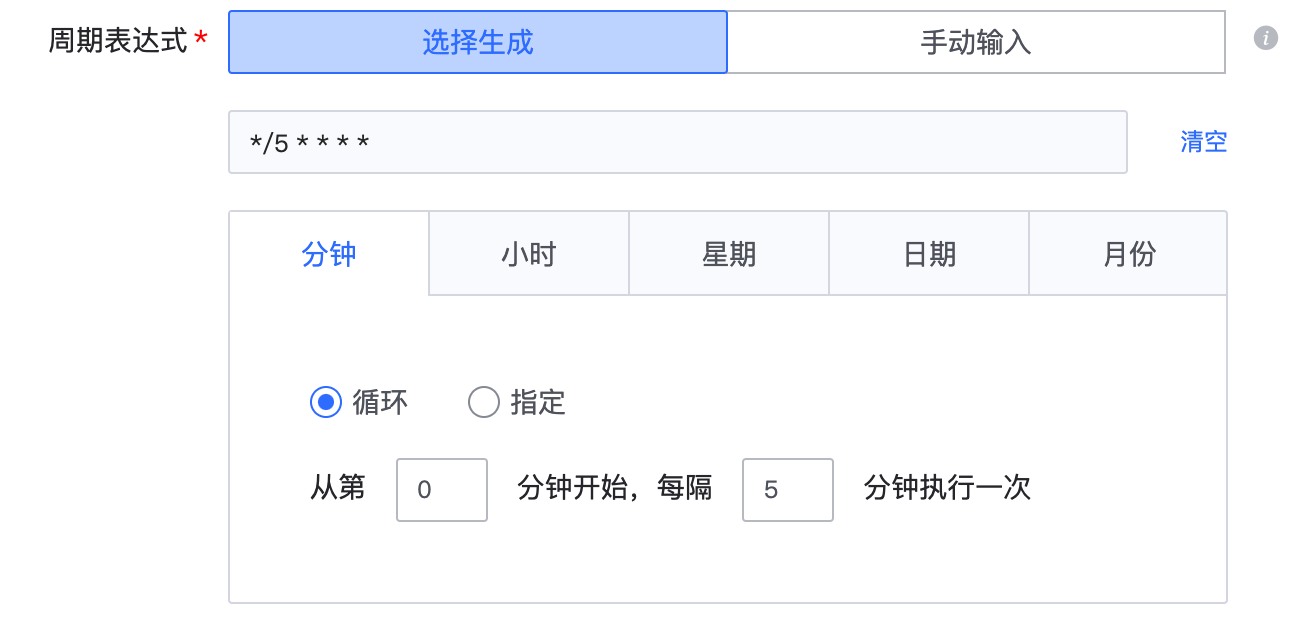 周期表达式 * 选择生成 手动输入 i
*/5 * * * * 清空
分钟 小时 星期 日期 月份
循环 指定
从第 0 分钟开始，每隔 5 分钟执行一次